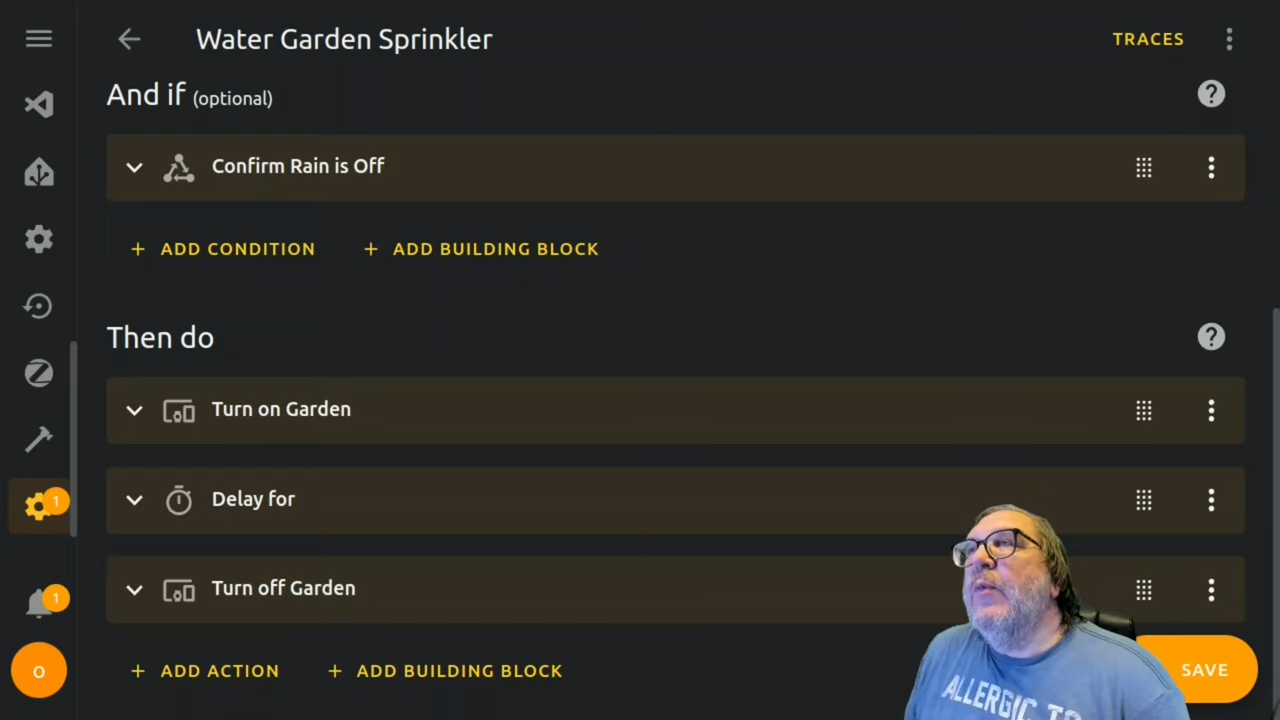 Water Garden Sprinkler
TRACES
And if (optional)
Confirm Rain is Off
+ ADD CONDITION
+ ADD BUILDING BLOCK
Then do
Turn on Garden
Delay for
Turn off Garden
1
1
O
+ ADD ACTION
+ ADD BUILDING BLOCK
SAVE
ALLERGIC TO